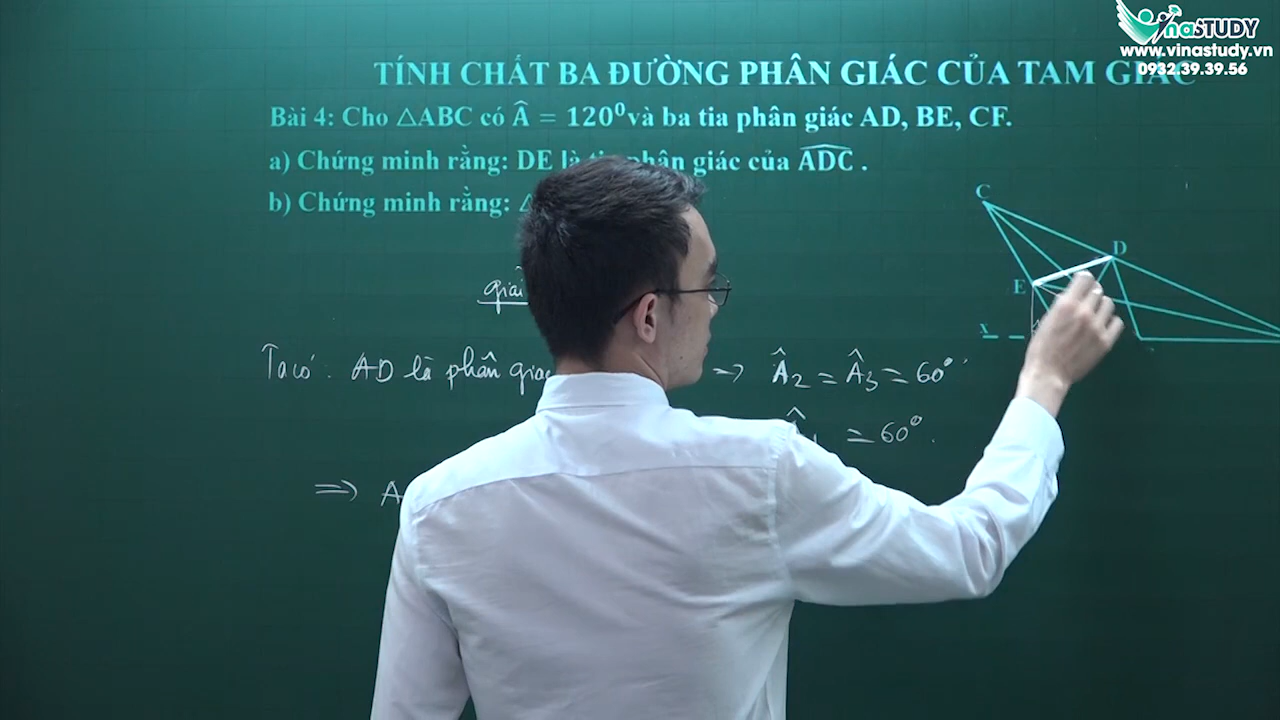 VinaSTUDY
www.vinastudy.vn
0932.39.39.56
TÍNH CHẤT BA ĐƯỜNG PHÂN GIÁC CỦA TAM GIÁC
Bài 4: Cho △ABC có Â = 120⁰ và ba tia phân giác AD, BE, CF.
a) Chứng minh rằng: DE là tia phân giác của ADC .
b) Chứng minh rằng: △
C
D
E
x
giải
Ta có: AD là phân giác => Â₂ = Â₃ = 60°
= 60°.
=> A